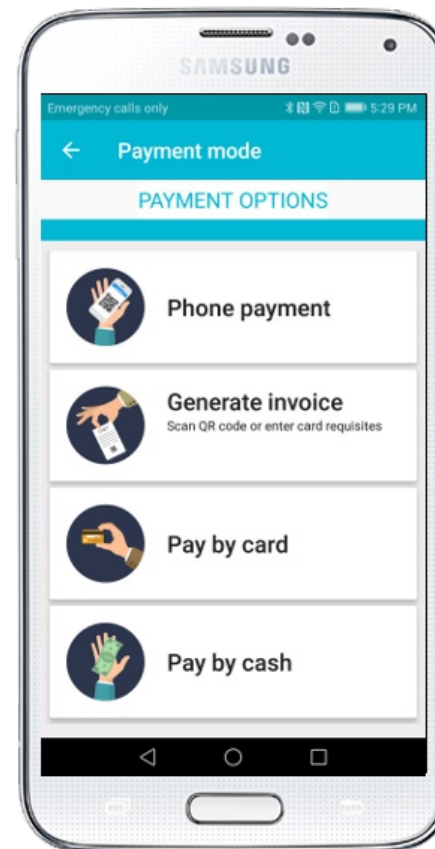 SAMSUNG
Emergency calls only 5:29 PM
Payment mode
PAYMENT OPTIONS
Phone payment
Generate invoice
Scan QR code or enter card requisites
Pay by card
Pay by cash